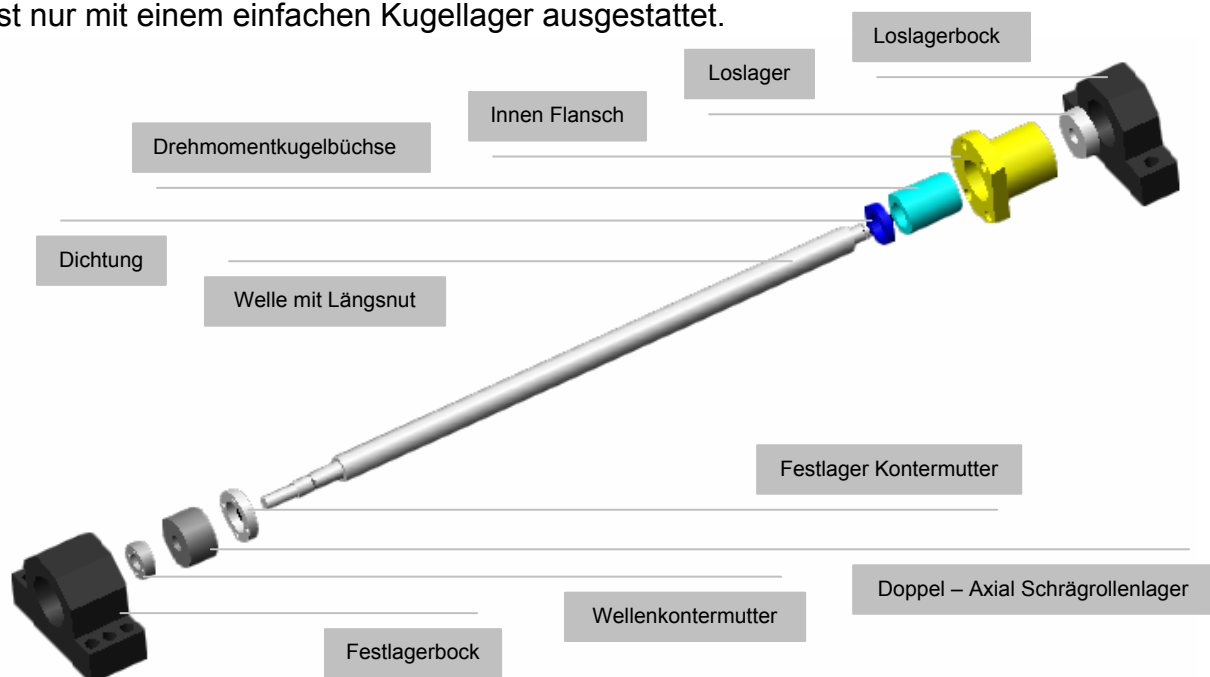 st nur mit einem einfachen Kugellager ausgestattet.
Loslagerbock
Loslager
Innen Flansch
Drehmomentkugelbüchse
Dichtung
Welle mit Längsnut
Festlager Kontermutter
Doppel – Axial Schrägrollenlager
Wellenkontermutter
Festlagerbock